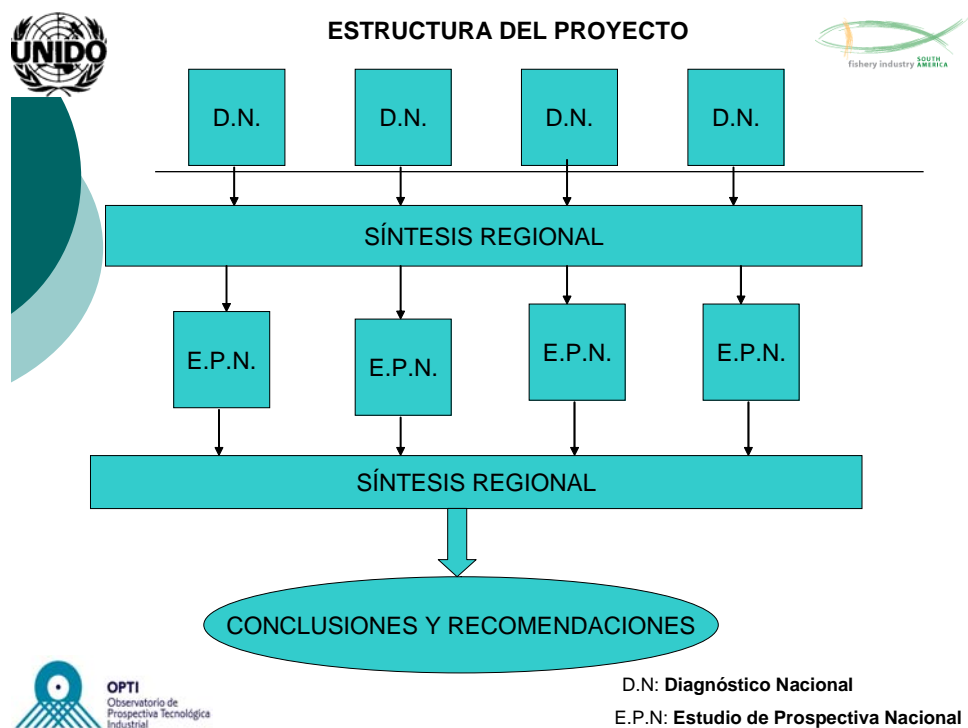 UNIDO
ESTRUCTURA DEL PROYECTO
fishery industry SOUTH AMERICA
D.N. D.N. D.N. D.N.
SÍNTESIS REGIONAL
E.P.N. E.P.N. E.P.N. E.P.N.
SÍNTESIS REGIONAL
CONCLUSIONES Y RECOMENDACIONES
OPTI
Observatorio de
Prospectiva Tecnológica
Industrial
D.N: Diagnóstico Nacional
E.P.N: Estudio de Prospectiva Nacional